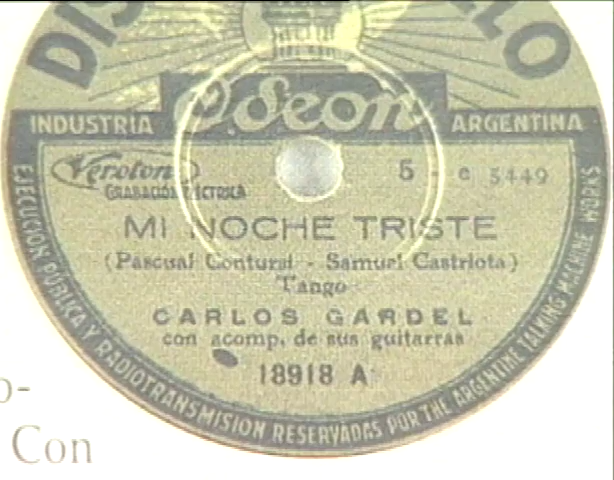 DIS LLO
Odeon
INDUSTRIA ARGENTINA
Veroton 5 - e 5449
GRABACION ELECTRICA
MI NOCHE TRISTE
(Pascual Contursi - Samuel Castriota)
Tango
CARLOS GARDEL
con acomp. de sus guitarras
18918 A
EJECUCION PUBLICA Y RADIOTRANSMISION RESERVADAS POR THE ARGENTINE TALKING MACHINE WORKS
o-
Con